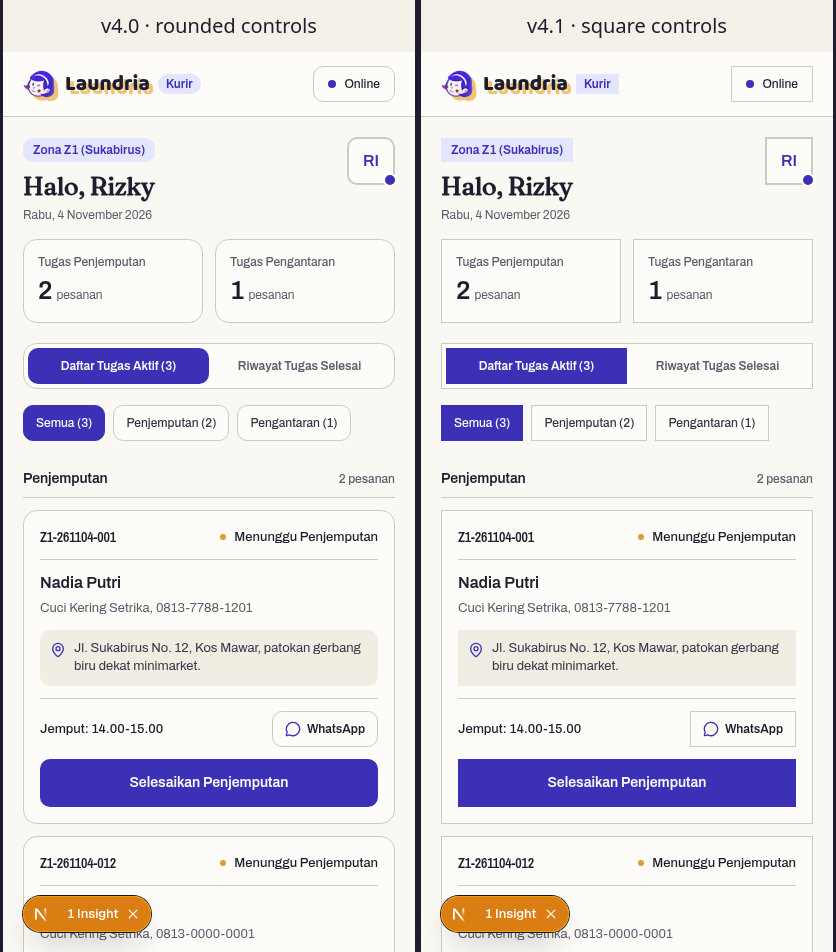 v4.0 · rounded controls
Laundria Kurir Online
Zona Z1 (Sukabirus) RI
Halo, Rizky
Rabu, 4 November 2026
Tugas Penjemputan Tugas Pengantaran
2 pesanan 1 pesanan
Daftar Tugas Aktif (3) Riwayat Tugas Selesai
Semua (3) Penjemputan (2) Pengantaran (1)
Penjemputan 2 pesanan
Z1-261104-001 Menunggu Penjemputan
Nadia Putri
Cuci Kering Setrika, 0813-7788-1201
Jl. Sukabirus No. 12, Kos Mawar, patokan gerbang
biru dekat minimarket.
Jemput: 14.00-15.00 WhatsApp
Selesaikan Penjemputan
Z1-261104-012 Menunggu Penjemputan
N 1 Insight
Cuci Kering Setrika, 0813-0000-0001
v4.1 · square controls
Laundria Kurir Online
Zona Z1 (Sukabirus) RI
Halo, Rizky
Rabu, 4 November 2026
Tugas Penjemputan Tugas Pengantaran
2 pesanan 1 pesanan
Daftar Tugas Aktif (3) Riwayat Tugas Selesai
Semua (3) Penjemputan (2) Pengantaran (1)
Penjemputan 2 pesanan
Z1-261104-001 Menunggu Penjemputan
Nadia Putri
Cuci Kering Setrika, 0813-7788-1201
Jl. Sukabirus No. 12, Kos Mawar, patokan gerbang
biru dekat minimarket.
Jemput: 14.00-15.00 WhatsApp
Selesaikan Penjemputan
Z1-261104-012 Menunggu Penjemputan
N 1 Insight
Cuci Kering Setrika, 0813-0000-0001